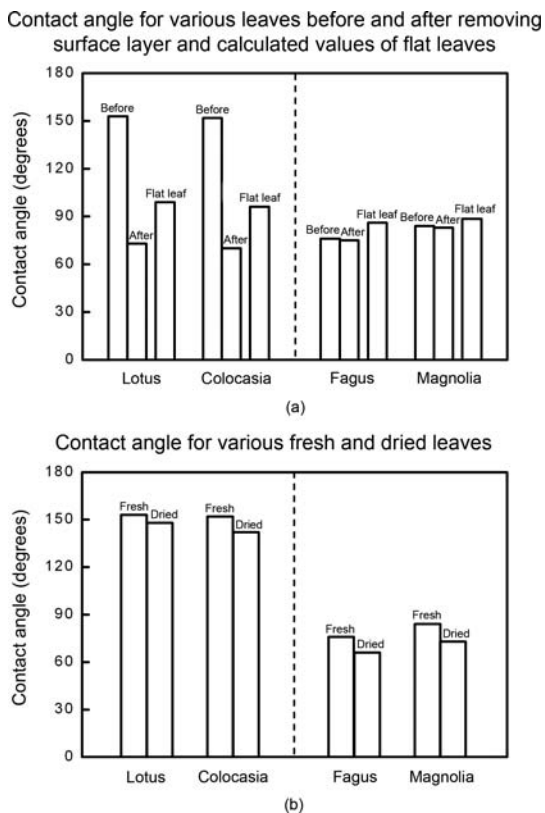 Contact angle for various leaves before and after removing
surface layer and calculated values of flat leaves
Contact angle (degrees)
180
150
120
90
60
30
0
Before
After
Flat leaf
Before
After
Flat leaf
Before
After
Flat leaf
Before
After
Flat leaf
Lotus
Colocasia
Fagus
Magnolia
(a)
Contact angle for various fresh and dried leaves
Contact angle (degrees)
180
150
120
90
60
30
0
Fresh
Dried
Fresh
Dried
Fresh
Dried
Fresh
Dried
Lotus
Colocasia
Fagus
Magnolia
(b)